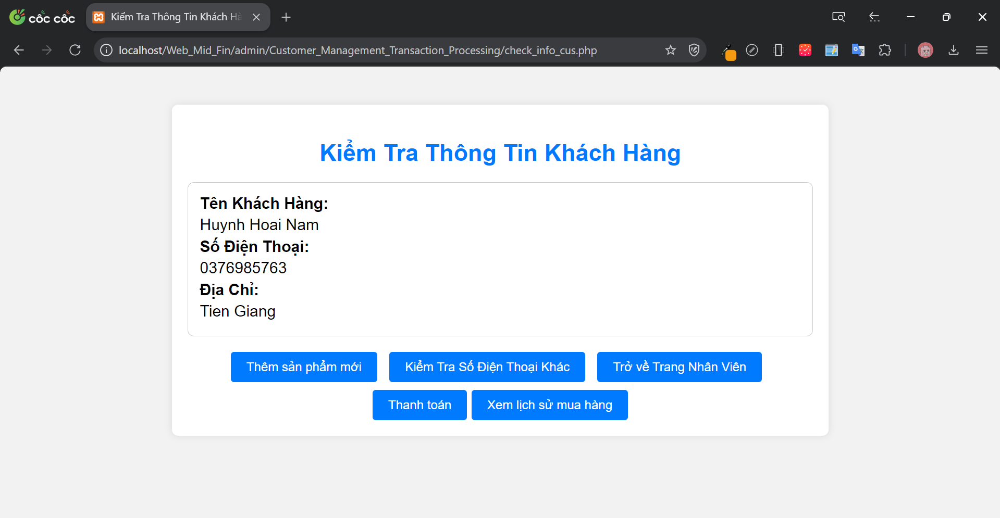 cốc cốc
Kiểm Tra Thông Tin Khách Hà
localhost/Web_Mid_Fin/admin/Customer_Management_Transaction_Processing/check_info_cus.php
Kiểm Tra Thông Tin Khách Hàng
Tên Khách Hàng:
Huynh Hoai Nam
Số Điện Thoại:
0376985763
Địa Chỉ:
Tien Giang
Thêm sản phẩm mới
Kiểm Tra Số Điện Thoại Khác
Trở về Trang Nhân Viên
Thanh toán
Xem lịch sử mua hàng